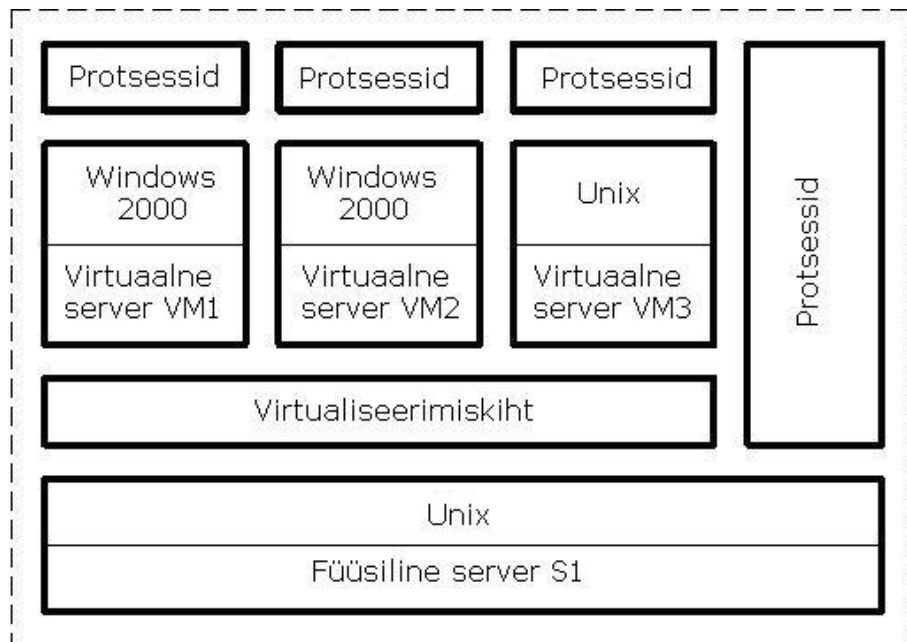 Protsessid
Protsessid
Protsessid
Windows
2000
Windows
2000
Unix
Virtuaalne
server VM1
Virtuaalne
server VM2
Virtuaalne
server VM3
Protsessid
Virtualiseerimiskiht
Unix
Füüsiline server S1